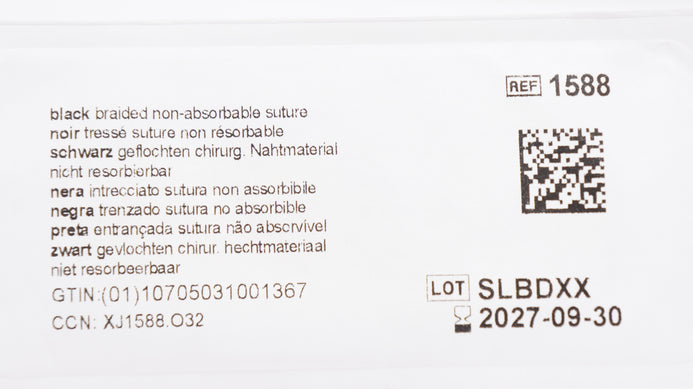 REF 1588
black braided non-absorbable suture
noir tressé suture non résorbable
schwarz geflochten chirurg. Nahtmaterial
nicht resorbierbar
nera intrecciato sutura non assorbibile
negra trenzado sutura no absorbible
preta entrançada sutura não absorvível
zwart gevlochten chirur. hechtmateriaal
niet resorbeerbaar
GTIN:(01)10705031001367
CCN: XJ1588.O32
LOT SLBDXX
2027-09-30